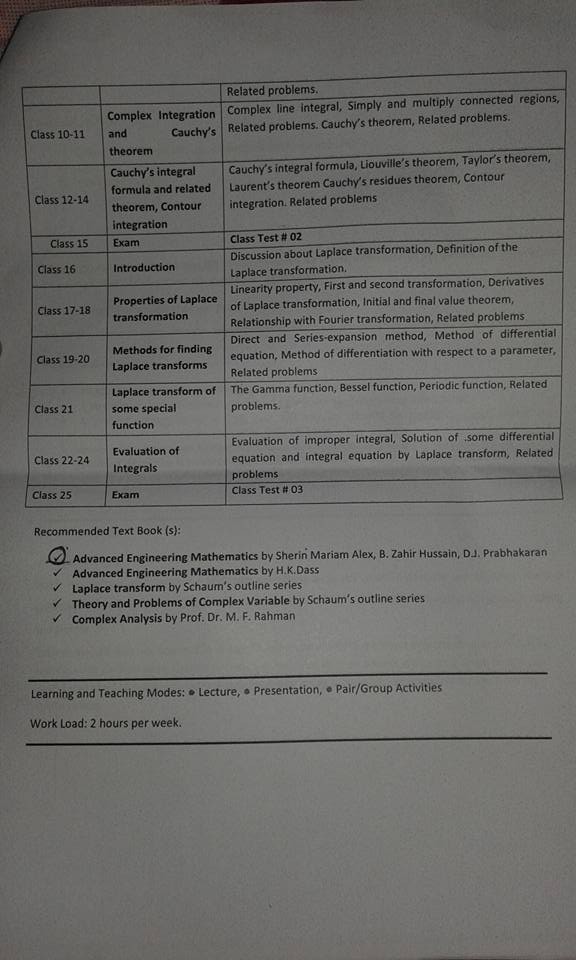 Related problems.
Class 10-11
Complex Integration
and Cauchy's
theorem
Complex line integral, Simply and multiply connected regions,
Related problems. Cauchy's theorem, Related problems.
Class 12-14
Cauchy's integral
formula and related
theorem, Contour
integration
Cauchy's integral formula, Liouville's theorem, Taylor's theorem,
Laurent's theorem Cauchy's residues theorem, Contour
integration. Related problems
Class 15
Exam
Class Test # 02
Class 16
Introduction
Discussion about Laplace transformation, Definition of the
Laplace transformation.
Class 17-18
Properties of Laplace
transformation
Linearity property, First and second transformation, Derivatives
of Laplace transformation, Initial and final value theorem,
Relationship with Fourier transformation, Related problems
Class 19-20
Methods for finding
Laplace transforms
Direct and Series-expansion method, Method of differential
equation, Method of differentiation with respect to a parameter,
Related problems
Class 21
Laplace transform of
some special
function
The Gamma function, Bessel function, Periodic function, Related
problems.
Class 22-24
Evaluation of
Integrals
Evaluation of improper integral, Solution of .some differential
equation and integral equation by Laplace transform, Related
problems
Class 25
Exam
Class Test # 03
Recommended Text Book (s):
✓ Advanced Engineering Mathematics by Sherin Mariam Alex, B. Zahir Hussain, D.J. Prabhakaran
✓ Advanced Engineering Mathematics by H.K.Dass
✓ Laplace transform by Schaum's outline series
✓ Theory and Problems of Complex Variable by Schaum's outline series
✓ Complex Analysis by Prof. Dr. M. F. Rahman
Learning and Teaching Modes: • Lecture, • Presentation, • Pair/Group Activities
Work Load: 2 hours per week.